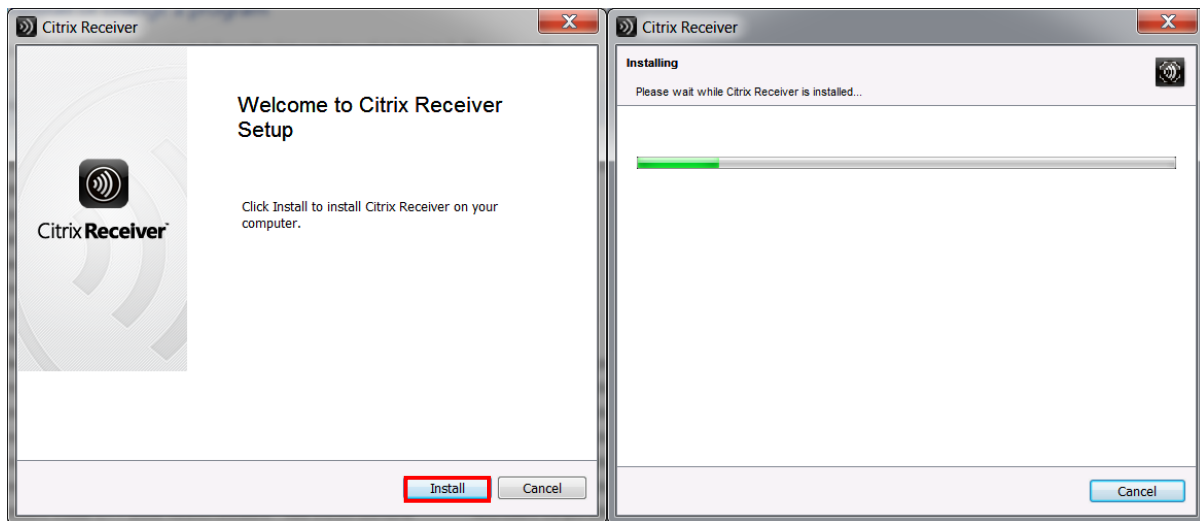 Citrix Receiver
Welcome to Citrix Receiver
Setup
Click Install to install Citrix Receiver on your
computer.
Citrix Receiver
Install
Cancel
Citrix Receiver
Installing
Please wait while Citrix Receiver is installed...
Cancel